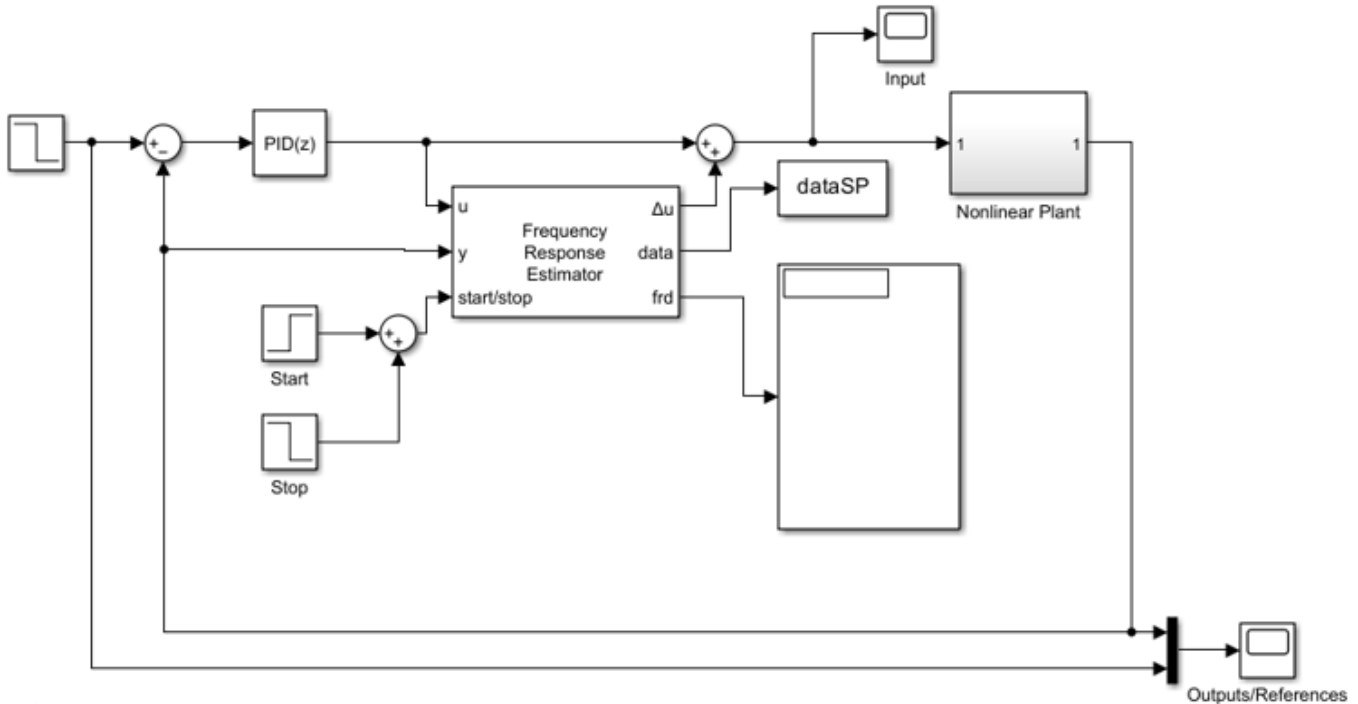 Input
+
−
PID(z)
+
+
1
1
Nonlinear Plant
dataSP
u
Δu
Frequency
Response
Estimator
y
data
start/stop
frd
+
+
Start
Stop
Outputs/References